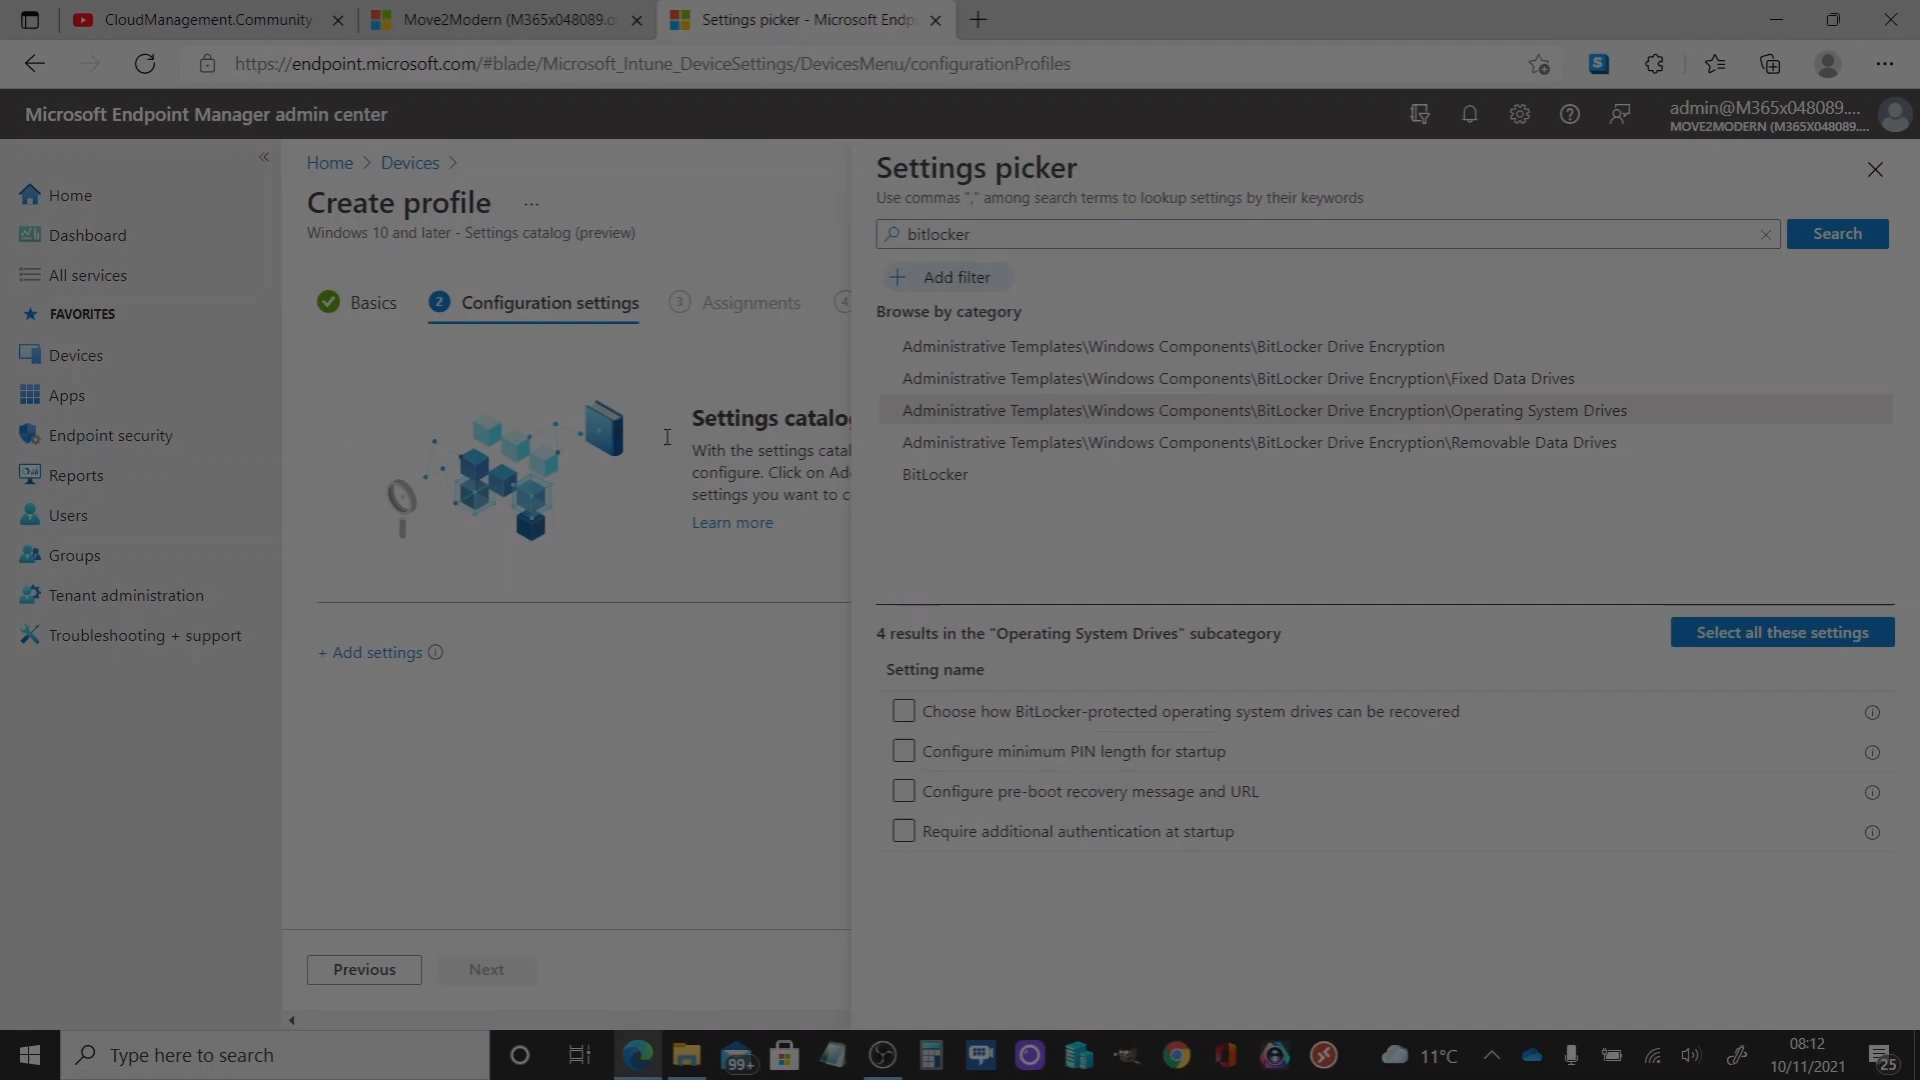 CloudManagement.Community
Move2Modern (M365x048089.o
Settings picker - Microsoft Endp
https://endpoint.microsoft.com/#blade/Microsoft_Intune_DeviceSettings/DevicesMenu/configurationProfiles
Microsoft Endpoint Manager admin center
admin@M365x048089....
MOVE2MODERN (M365X048089....
Home
Dashboard
All services
FAVORITES
Devices
Apps
Endpoint security
Reports
Users
Groups
Tenant administration
Troubleshooting + support
Home > Devices >
Create profile ...
Windows 10 and later - Settings catalog (preview)
Basics
2 Configuration settings
3 Assignments
4
Settings catalo
With the settings catal
configure. Click on Ad
settings you want to c
Learn more
+ Add settings
Previous
Next
Settings picker
Use commas "," among search terms to lookup settings by their keywords
bitlocker
Search
Add filter
Browse by category
Administrative Templates\Windows Components\BitLocker Drive Encryption
Administrative Templates\Windows Components\BitLocker Drive Encryption\Fixed Data Drives
Administrative Templates\Windows Components\BitLocker Drive Encryption\Operating System Drives
Administrative Templates\Windows Components\BitLocker Drive Encryption\Removable Data Drives
BitLocker
4 results in the "Operating System Drives" subcategory
Select all these settings
Setting name
Choose how BitLocker-protected operating system drives can be recovered
Configure minimum PIN length for startup
Configure pre-boot recovery message and URL
Require additional authentication at startup
Type here to search
99+
11°C
08:12
10/11/2021
25